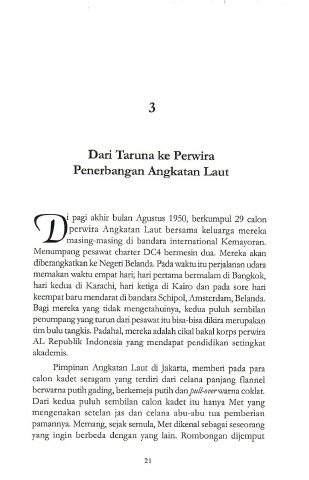 3
Dari Taruna ke Perwira
Penerbangan Angkatan Laut
Di pagi akhir bulan Agustus 1950, berkumpul 29 calon
perwira Angkatan Laut bersama keluarga mereka
masing-masing di bandara international Kemayoran.
Menumpang pesawat charter DC4 bermesin dua. Mereka akan
diberangkatkan ke Negeri Belanda. Pada waktu itu perjalanan udara
memakan waktu empat hari; hari pertama bermalam di Bangkok,
hari kedua di Karachi, hari ketiga di Kairo dan pada sore hari
keempat baru mendarat di bandara Schipol, Amsterdam, Belanda.
Bagi mereka yang tidak mengetahuinya, kedua puluh sembilan
penumpang yang turun dari pesawat itu bisa-bisa dikira merupakan
tim bulu tangkis. Padahal, mereka adalah cikal bakal korps perwira
AL Republik Indonesia yang mendapat pendidikan setingkat
akademis.
Pimpinan Angkatan Laut di Jakarta, memberi pada para
calon kadet seragam yang terdiri dari celana panjang flannel
berwarna putih gading, berkemeja putih dan pull-over warna coklat.
Dari kedua puluh sembilan calon kadet itu hanya Met yang
mengenakan setelan jas dan celana abu-abu tua pemberian
pamannya. Memang, sejak semula, Met dikenal sebagai seseorang
yang ingin berbeda dengan yang lain. Rombongan dijemput
21